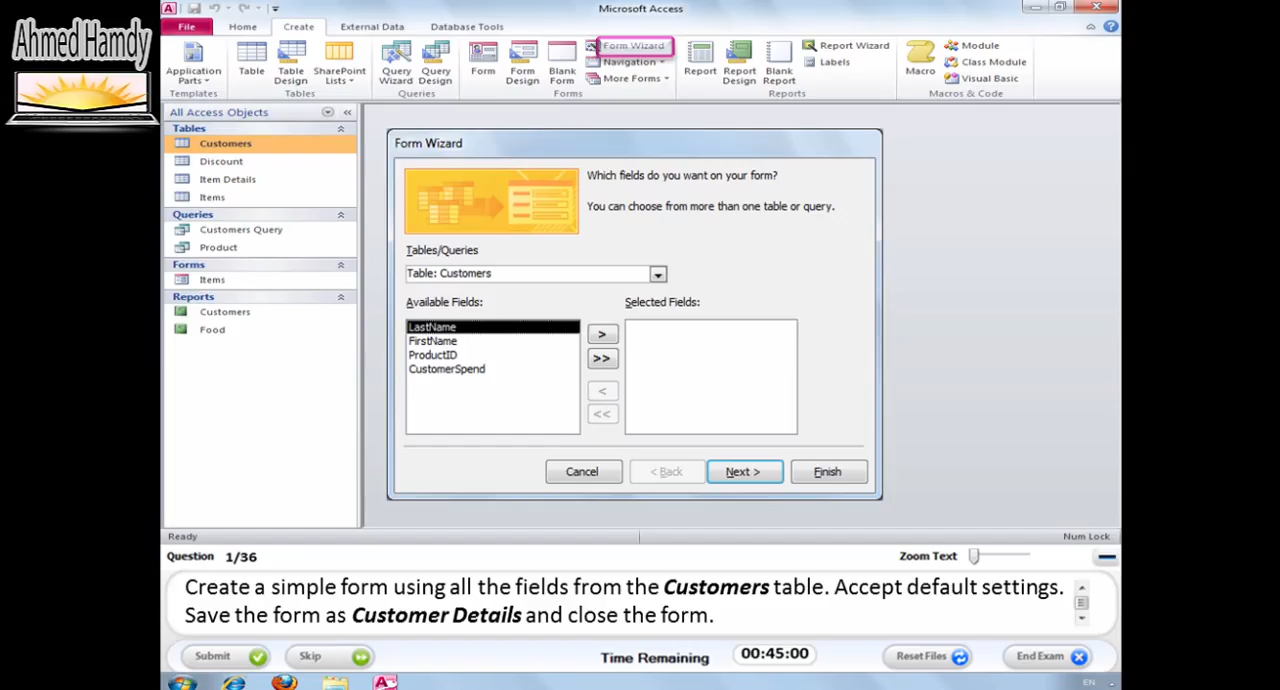 Ahmed Hamdy
Microsoft Access
File Home Create External Data Database Tools
Application Parts
Table
Table Design
SharePoint Lists
Query Wizard
Query Design
Form
Form Design
Blank Form
Form Wizard
Navigation
More Forms
Report
Report Design
Blank Report
Report Wizard
Labels
Macro
Module
Class Module
Visual Basic
Templates Tables Queries Forms Reports Macros & Code
All Access Objects
Tables
Customers
Discount
Item Details
Items
Queries
Customers Query
Product
Forms
Items
Reports
Customers
Food
Form Wizard
Which fields do you want on your form?
You can choose from more than one table or query.
Tables/Queries
Table: Customers
Available Fields: Selected Fields:
LastName
FirstName
ProductID
CustomerSpend
>
>>
<
<<
Cancel < Back Next > Finish
Ready Num Lock
Question 1/36 Zoom Text
Create a simple form using all the fields from the Customers table. Accept default settings.
Save the form as Customer Details and close the form.
Submit Skip Time Remaining 00:45:00 Reset Files End Exam
EN